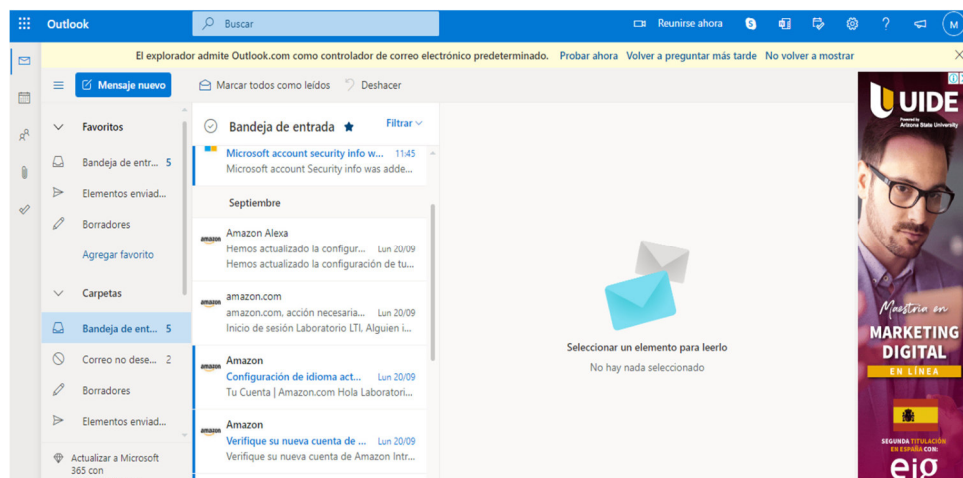 Outlook
Buscar
Reunirse ahora
M
El explorador admite Outlook.com como controlador de correo electrónico predeterminado. Probar ahora Volver a preguntar más tarde No volver a mostrar
Mensaje nuevo
Marcar todos como leídos
Deshacer
Favoritos
Bandeja de entr... 5
Elementos enviad...
Borradores
Agregar favorito
Carpetas
Bandeja de ent... 5
Correo no dese... 2
Borradores
Elementos enviad...
Actualizar a Microsoft
365 con
Bandeja de entrada
Filtrar
Microsoft account security info w... 11:45
Microsoft account Security info was adde...
Septiembre
amazon
Amazon Alexa
Hemos actualizado la configur... Lun 20/09
Hemos actualizado la configuración de tu...
amazon
amazon.com
amazon.com, acción necesaria... Lun 20/09
Inicio de sesión Laboratorio LTI. Alguien i...
amazon
Amazon
Configuración de idioma act... Lun 20/09
Tu Cuenta | Amazon.com Hola Laboratori...
amazon
Amazon
Verifique su nueva cuenta de ... Lun 20/09
Verifique su nueva cuenta de Amazon Intr...
Seleccionar un elemento para leerlo
No hay nada seleccionado
UIDE
Powered by
Arizona State University
Maestría en
MARKETING
DIGITAL
EN LÍNEA
SEGUNDA TITULACIÓN
EN ESPAÑA CON:
eig